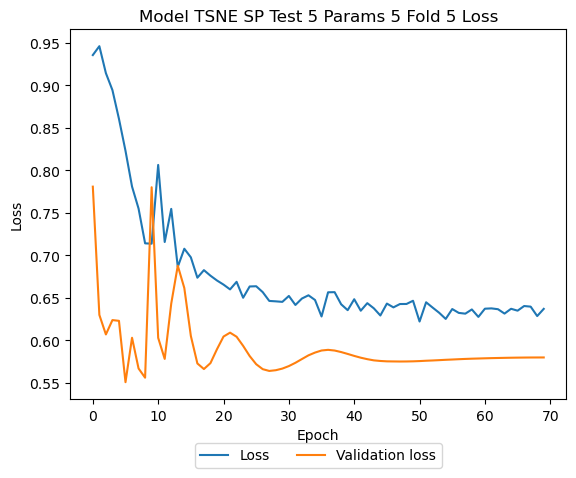 Model TSNE SP Test 5 Params 5 Fold 5 Loss
0.95
0.90
0.85
0.80
0.75
0.70
0.65
0.60
0.55
Loss
0 10 20 30 40 50 60 70
Epoch
Loss Validation loss